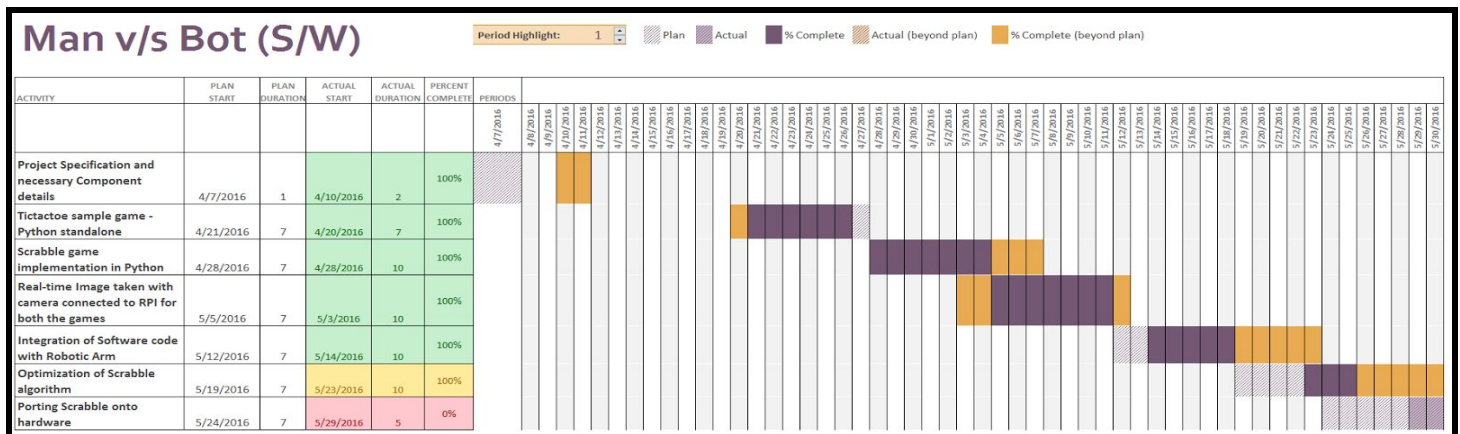 Man v/s Bot (S/W)
Period Highlight: 1 Plan Actual % Complete Actual (beyond plan) % Complete (beyond plan)
ACTIVITY PLAN START PLAN DURATION ACTUAL START ACTUAL DURATION PERCENT COMPLETE PERIODS
4/7/2016 4/8/2016 4/9/2016 4/10/2016 4/11/2016 4/12/2016 4/13/2016 4/14/2016 4/15/2016 4/16/2016 4/17/2016 4/18/2016 4/19/2016 4/20/2016 4/21/2016 4/22/2016 4/23/2016 4/24/2016 4/25/2016 4/26/2016 4/27/2016 4/28/2016 4/29/2016 4/30/2016 5/1/2016 5/2/2016 5/3/2016 5/4/2016 5/5/2016 5/6/2016 5/7/2016 5/8/2016 5/9/2016 5/10/2016 5/11/2016 5/12/2016 5/13/2016 5/14/2016 5/15/2016 5/16/2016 5/17/2016 5/18/2016 5/19/2016 5/20/2016 5/21/2016 5/22/2016 5/23/2016 5/24/2016 5/25/2016 5/26/2016 5/27/2016 5/28/2016 5/29/2016 5/30/2016
Project Specification and
necessary Component
details 4/7/2016 1 4/10/2016 2 100%
Tictactoe sample game -
Python standalone 4/21/2016 7 4/20/2016 7 100%
Scrabble game
implementation in Python 4/28/2016 7 4/28/2016 10 100%
Real-time Image taken with
camera connected to RPI for
both the games 5/5/2016 7 5/3/2016 10 100%
Integration of Software code
with Robotic Arm 5/12/2016 7 5/14/2016 10 100%
Optimization of Scrabble
algorithm 5/19/2016 7 5/23/2016 10 100%
Porting Scrabble onto
hardware 5/24/2016 7 5/29/2016 5 0%